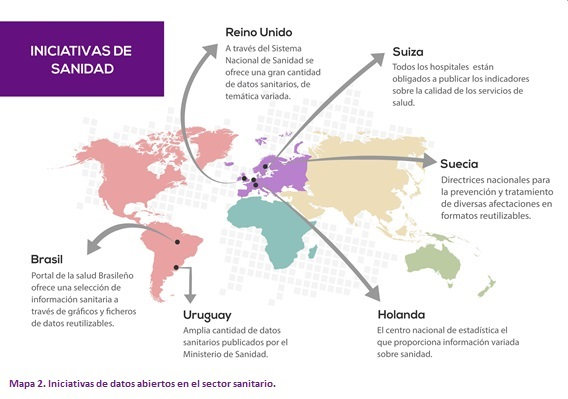 INICIATIVAS DE
SANIDAD
Reino Unido
A través del Sistema
Nacional de Sanidad se
ofrece una gran cantidad
de datos sanitarios, de
temática variada.
Suiza
Todos los hospitales están
obligados a publicar los indicadores
sobre la calidad de los servicios de
salud.
Suecia
Directrices nacionales para
la prevención y tratamiento
de diversas afectaciones en
formatos reutilizables.
Brasil
Portal de la salud Brasileño
ofrece una selección de
información sanitaria a
través de gráficos y ficheros
de datos reutilizables.
Uruguay
Amplia cantidad de datos
sanitarios publicados por el
Ministerio de Sanidad.
Holanda
El centro nacional de estadística el
que proporciona información variada
sobre sanidad.
Mapa 2. Iniciativas de datos abiertos en el sector sanitario.